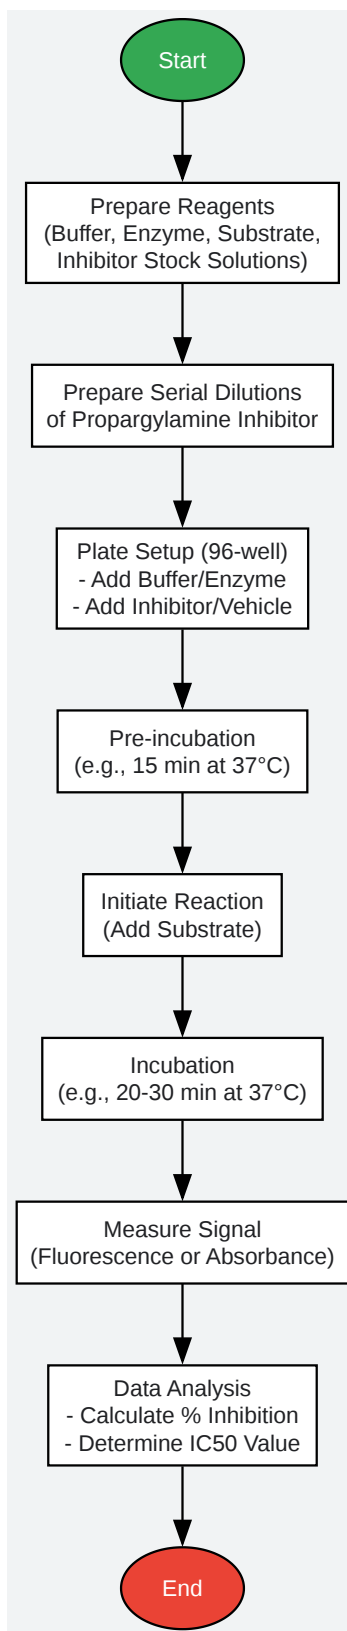 Start
Prepare Reagents
(Buffer, Enzyme, Substrate,
Inhibitor Stock Solutions)
Prepare Serial Dilutions
of Propargylamine Inhibitor
Plate Setup (96-well)
- Add Buffer/Enzyme
- Add Inhibitor/Vehicle
Pre-incubation
(e.g., 15 min at 37°C)
Initiate Reaction
(Add Substrate)
Incubation
(e.g., 20-30 min at 37°C)
Measure Signal
(Fluorescence or Absorbance)
Data Analysis
- Calculate % Inhibition
- Determine IC50 Value
End